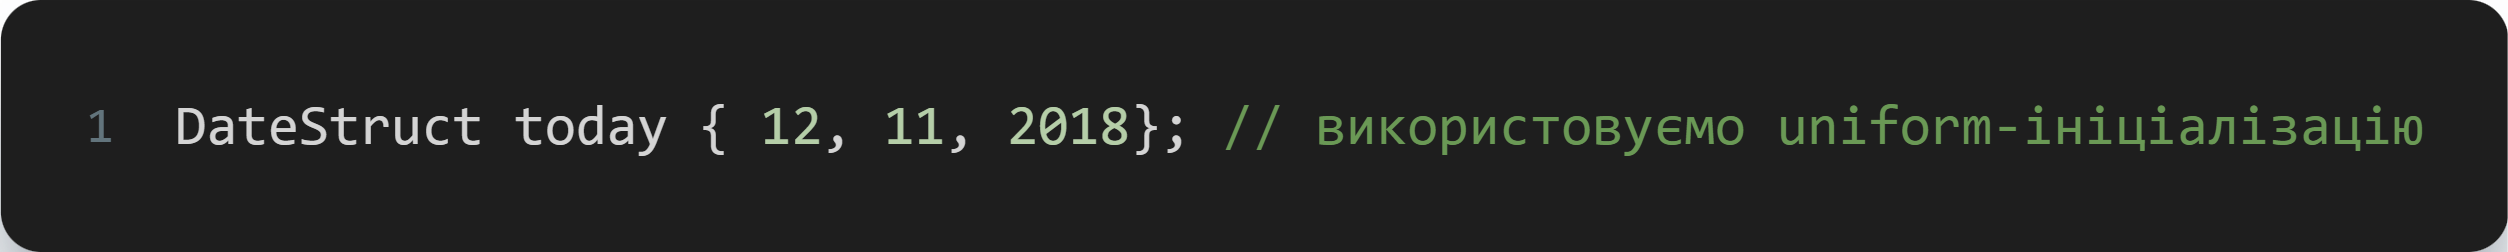 1 DateStruct today { 12, 11, 2018}; // використовуємо uniform-ініціалізацію